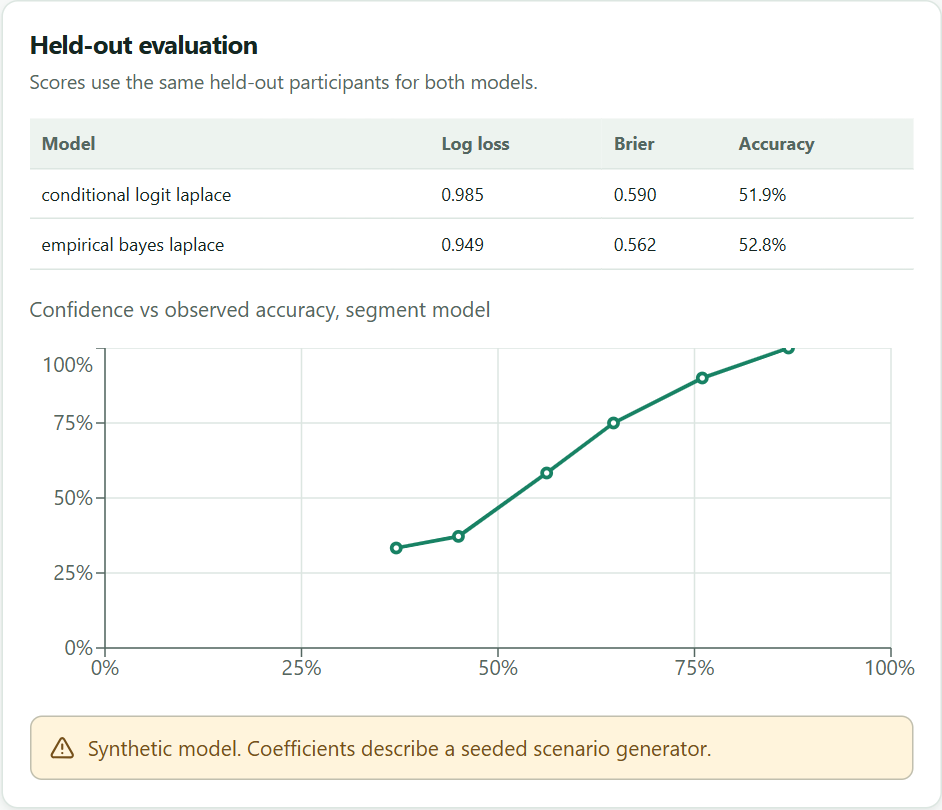 Held-out evaluation
Scores use the same held-out participants for both models.
Model Log loss Brier Accuracy
conditional logit laplace 0.985 0.590 51.9%
empirical bayes laplace 0.949 0.562 52.8%
Confidence vs observed accuracy, segment model
100%
75%
50%
25%
0%
0% 25% 50% 75% 100%
Synthetic model. Coefficients describe a seeded scenario generator.